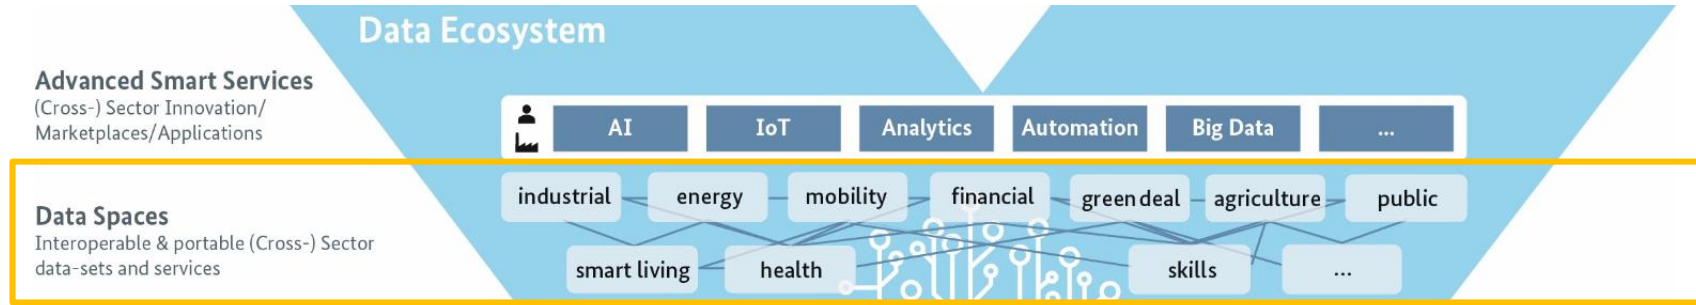 Data Ecosystem
Advanced Smart Services
(Cross-) Sector Innovation/
Marketplaces/Applications
AI IoT Analytics Automation Big Data ...
Data Spaces
Interoperable & portable (Cross-) Sector
data-sets and services
industrial energy mobility financial green deal agriculture public
smart living health skills ...